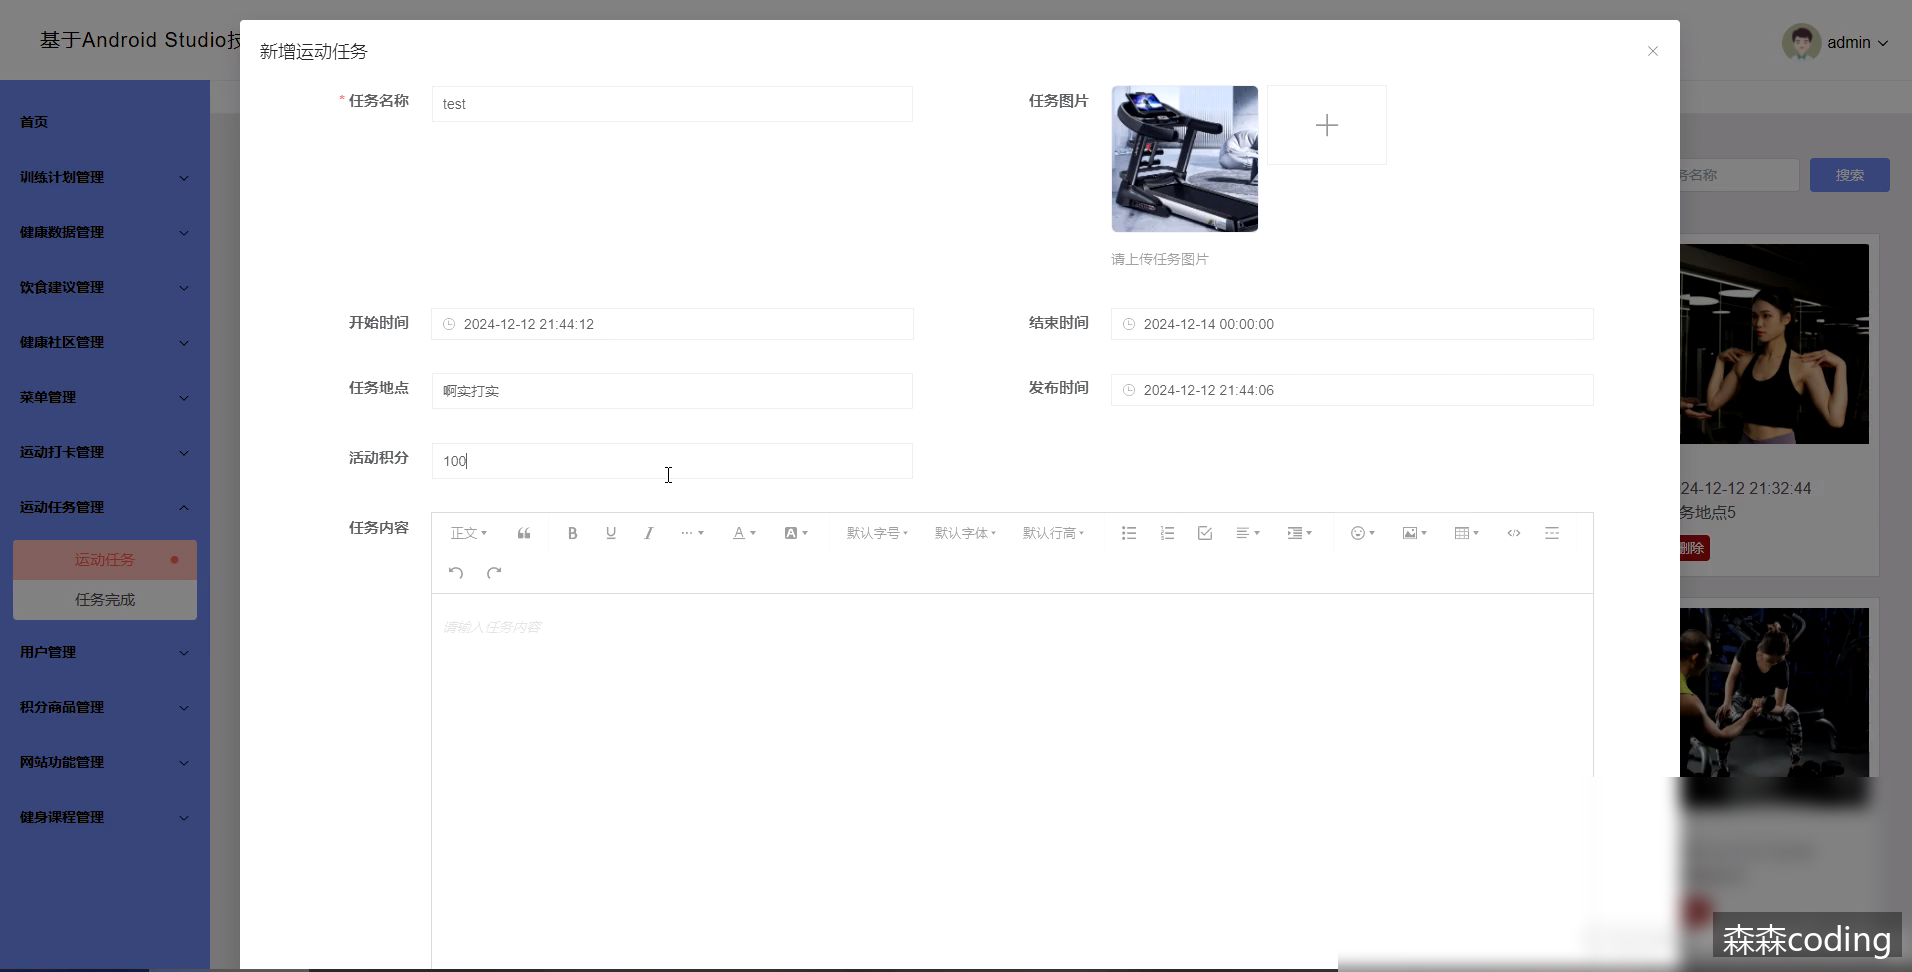 基于Android Studio技
admin
新增运动任务
* 任务名称
test
任务图片
请上传任务图片
务名称
搜索
首页
训练计划管理
健康数据管理
饮食建议管理
健康社区管理
菜单管理
运动打卡管理
运动任务管理
运动任务
任务完成
用户管理
积分商品管理
网站功能管理
健身课程管理
开始时间
2024-12-12 21:44:12
结束时间
2024-12-14 00:00:00
任务地点
啊实打实
发布时间
2024-12-12 21:44:06
活动积分
100
任务内容
正文
B U I ... A A
默认字号
默认字体
默认行高
请输入任务内容
24-12-12 21:32:44
务地点5
删除
森森coding